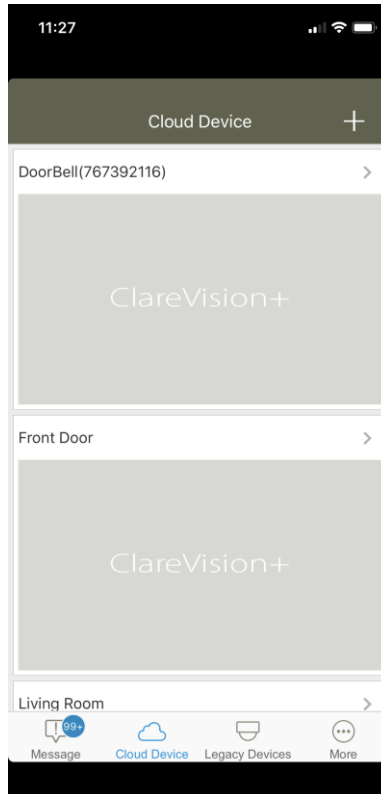 11:27
Cloud Device
DoorBell(767392116)
ClareVision+
Front Door
ClareVision+
Living Room
99+
Message Cloud Device Legacy Devices More